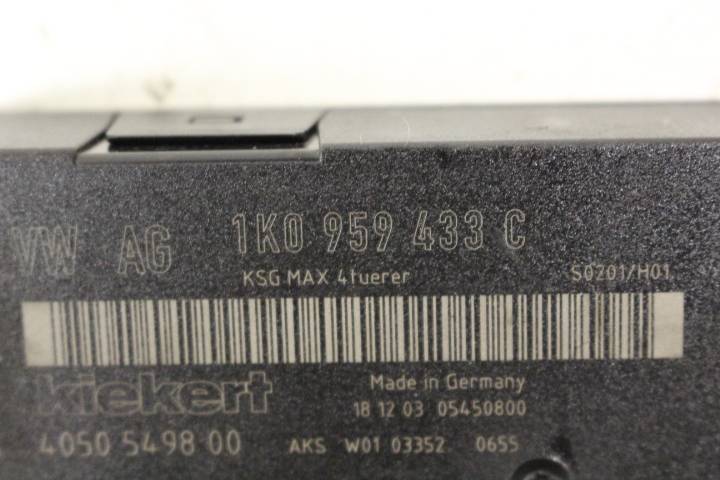 VW AG 1K0 959 433 C
KSG MAX 4tuerer S0201/H01
kiekert Made in Germany
18 12 03 05450800
4050 5498 00 AKS W01 03352 0655